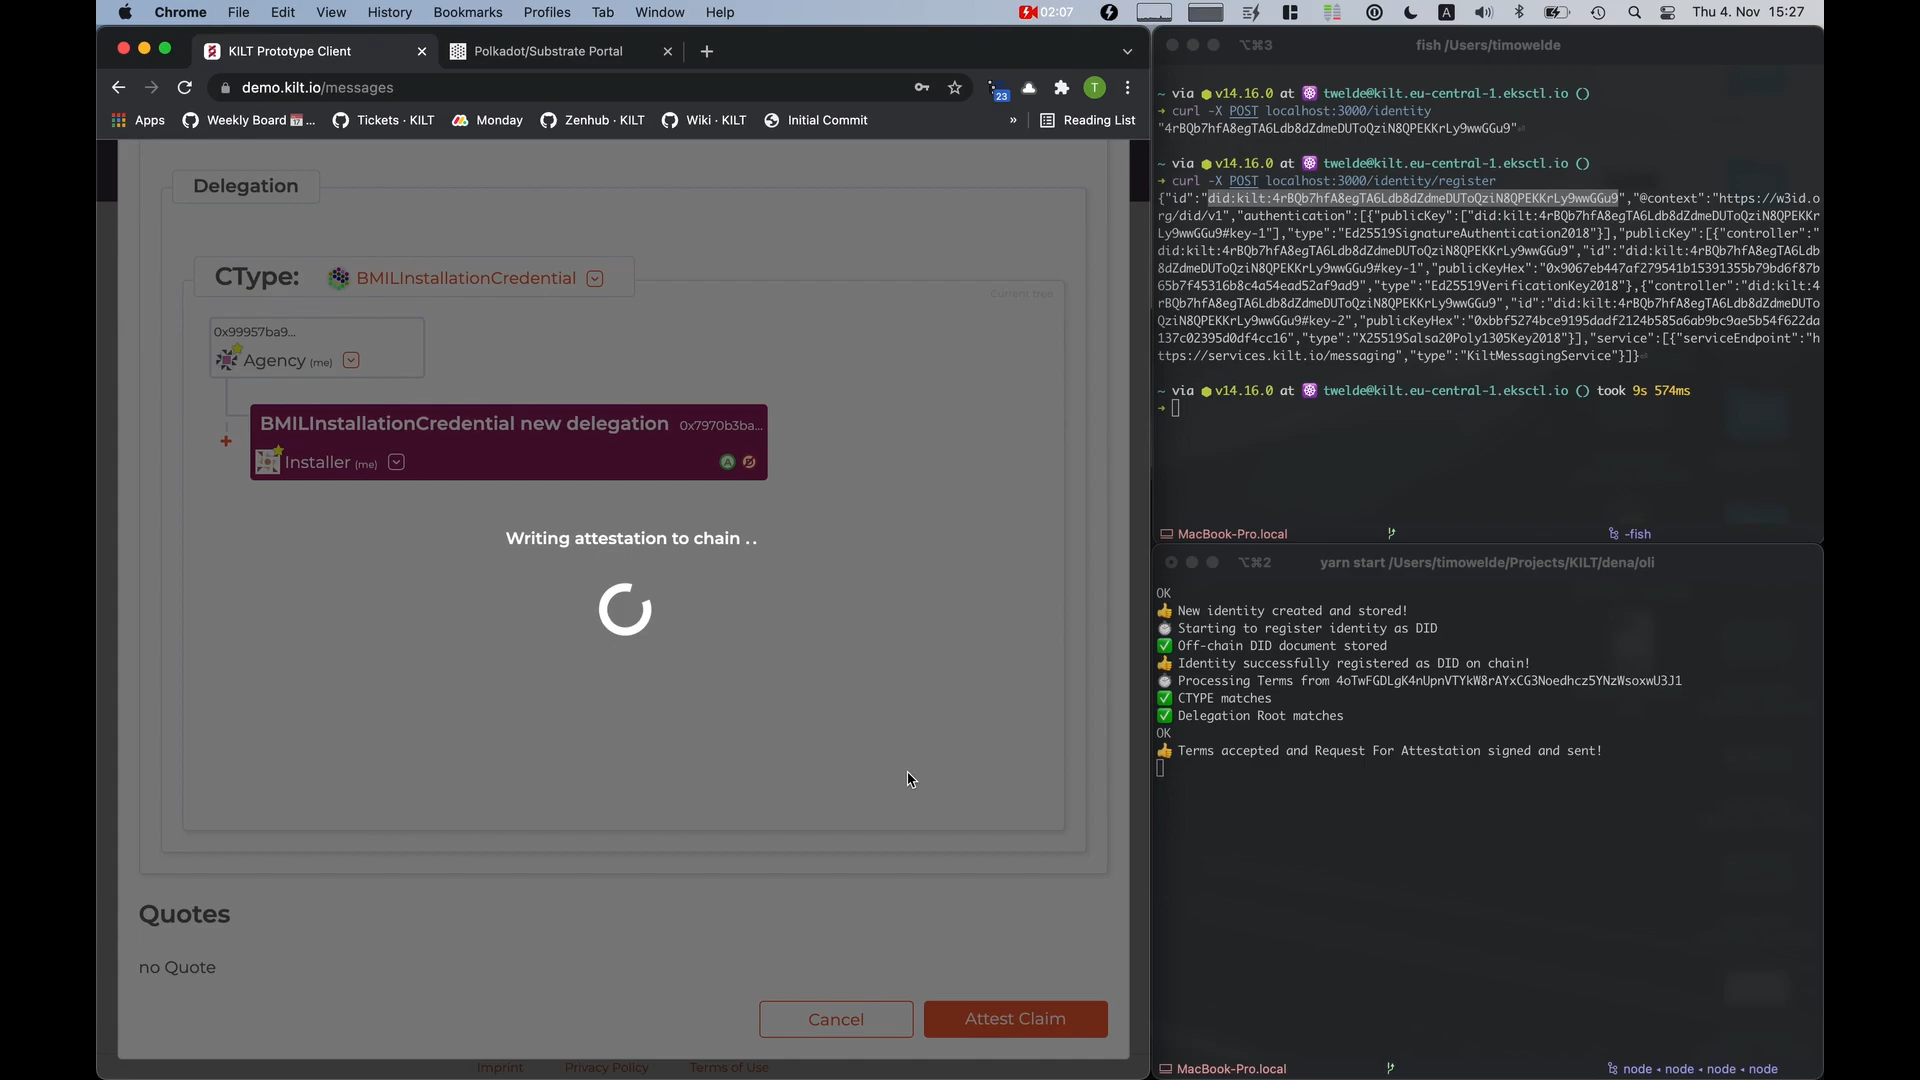 Chrome File Edit View History Bookmarks Profiles Tab Window Help 02:07 A Thu 4. Nov 15:27
KILT Prototype Client
Polkadot/Substrate Portal
demo.kilt.io/messages
23
T
Apps Weekly Board ... Tickets · KILT Monday Zenhub · KILT Wiki · KILT Initial Commit » Reading List
Delegation
CType: BMILInstallationCredential
Current tree
0x99957ba9...
Agency (me)
BMILInstallationCredential new delegation 0x7970b3ba...
Installer (me) A
Writing attestation to chain . .
Quotes
no Quote
Cancel
Attest Claim
Imprint Privacy Policy Terms of Use
⌥⌘3 fish /Users/timowelde
~ via v14.16.0 at twelde@kilt.eu-central-1.eksctl.io ()
➜ curl -X POST localhost:3000/identity
"4rBQb7hfA8egTA6Ldb8dZdmeDUToQziN8QPEKKrLy9wwGGu9"⏎
~ via v14.16.0 at twelde@kilt.eu-central-1.eksctl.io ()
➜ curl -X POST localhost:3000/identity/register
{"id":"did:kilt:4rBQb7hfA8egTA6Ldb8dZdmeDUToQziN8QPEKKrLy9wwGGu9","@context":"https://w3id.o
rg/did/v1","authentication":[{"publicKey":["did:kilt:4rBQb7hfA8egTA6Ldb8dZdmeDUToQziN8QPEKKr
Ly9wwGGu9#key-1"],"type":"Ed25519SignatureAuthentication2018"}],"publicKey":[{"controller":"
did:kilt:4rBQb7hfA8egTA6Ldb8dZdmeDUToQziN8QPEKKrLy9wwGGu9","id":"did:kilt:4rBQb7hfA8egTA6Ldb
8dZdmeDUToQziN8QPEKKrLy9wwGGu9#key-1","publicKeyHex":"0x9067eb447af279541b15391355b79bd6f87b
65b7f45316b8c4a54ead52af9ad9","type":"Ed25519VerificationKey2018"},{"controller":"did:kilt:4
rBQb7hfA8egTA6Ldb8dZdmeDUToQziN8QPEKKrLy9wwGGu9","id":"did:kilt:4rBQb7hfA8egTA6Ldb8dZdmeDUTo
QziN8QPEKKrLy9wwGGu9#key-2","publicKeyHex":"0xbbf5274bce9195dadf2124b585a6ab9bc9ae5b54f622da
137c02395d0df4cc16","type":"X25519Salsa20Poly1305Key2018"}],"service":[{"serviceEndpoint":"h
ttps://services.kilt.io/messaging","type":"KiltMessagingService"}]}⏎
~ via v14.16.0 at twelde@kilt.eu-central-1.eksctl.io () took 9s 574ms
➜
MacBook-Pro.local -fish
⌥⌘2 yarn start /Users/timowelde/Projects/KILT/dena/oli
OK
👍 New identity created and stored!
⏱ Starting to register identity as DID
✅ Off-chain DID document stored
👍 Identity successfully registered as DID on chain!
⏱ Processing Terms from 4oTwFGDLgK4nUpnVTYkW8rAYxCG3Noedhcz5YNzWsoxwU3J1
✅ CTYPE matches
✅ Delegation Root matches
OK
👍 Terms accepted and Request For Attestation signed and sent!
MacBook-Pro.local node ◂ node ◂ node ◂ node